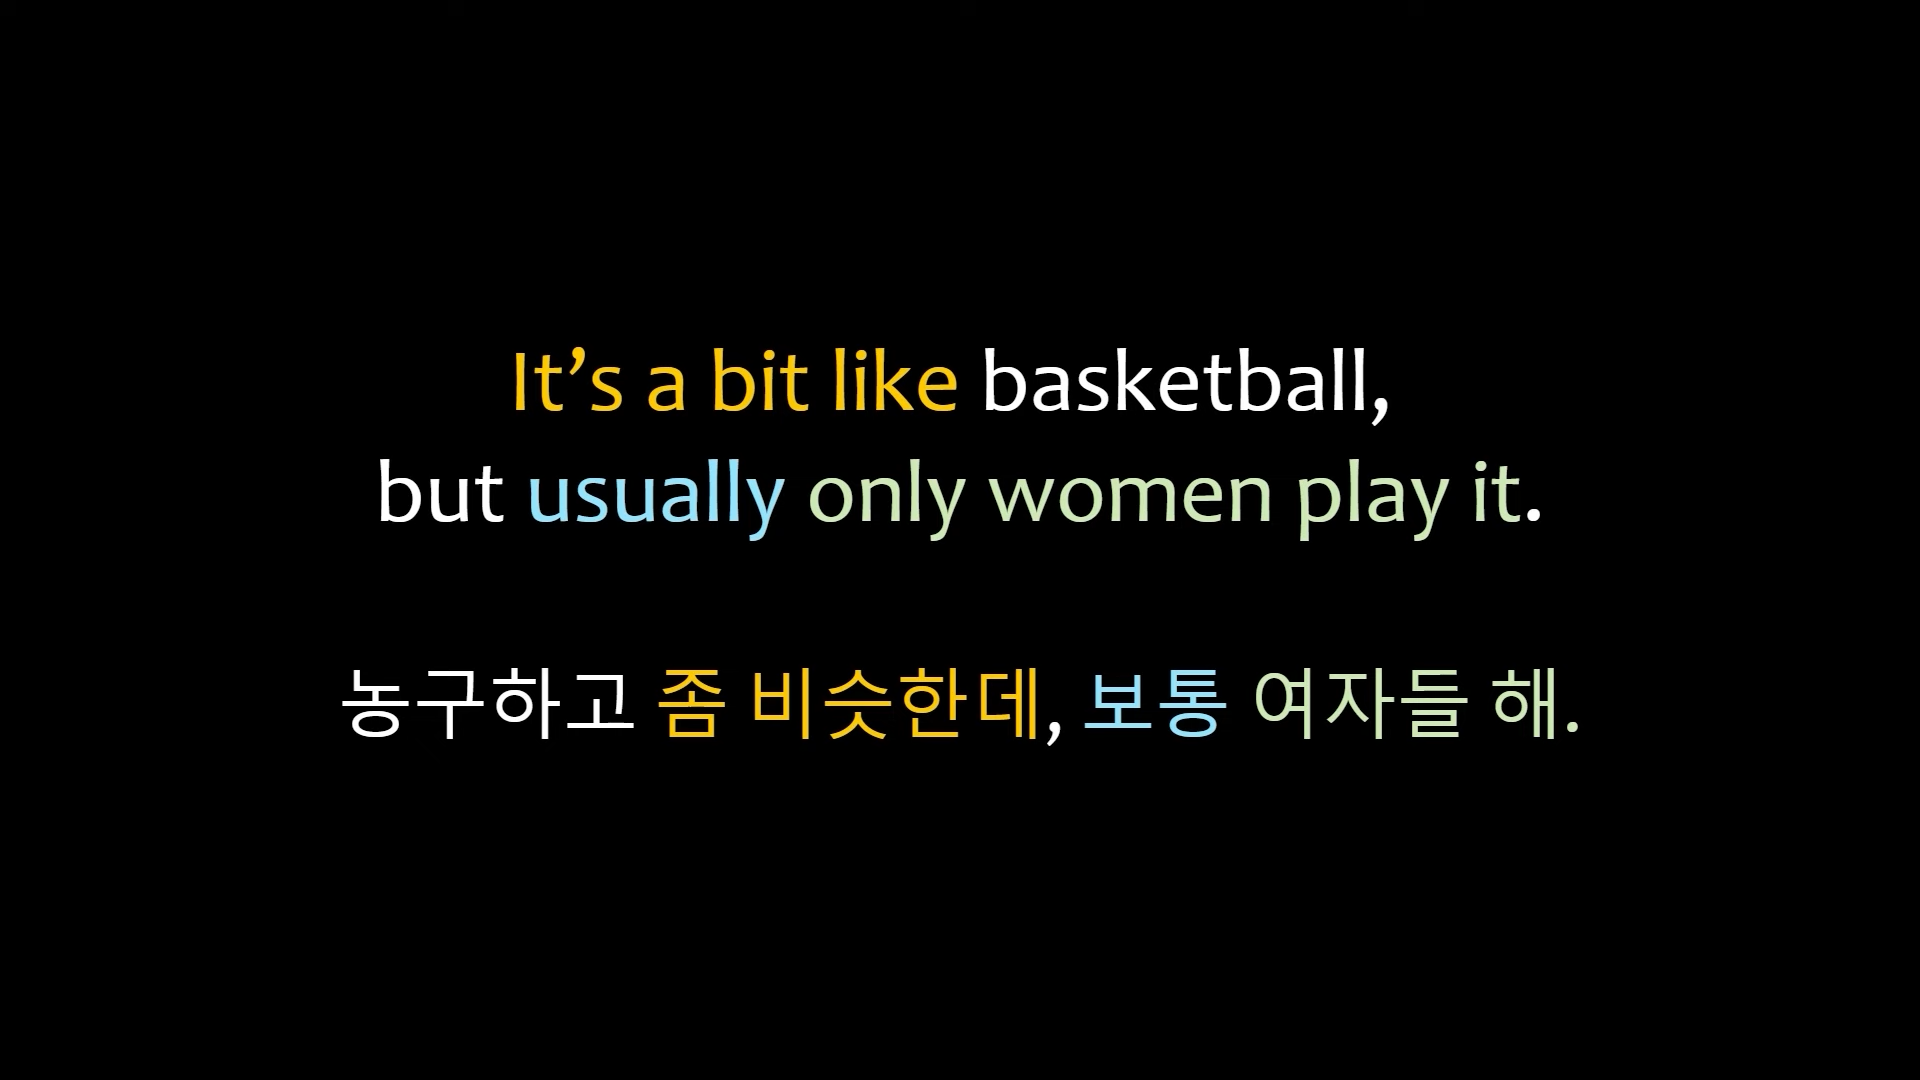 It’s a bit like basketball,
but usually only women play it.
농구하고 좀 비슷한데, 보통 여자들 해.